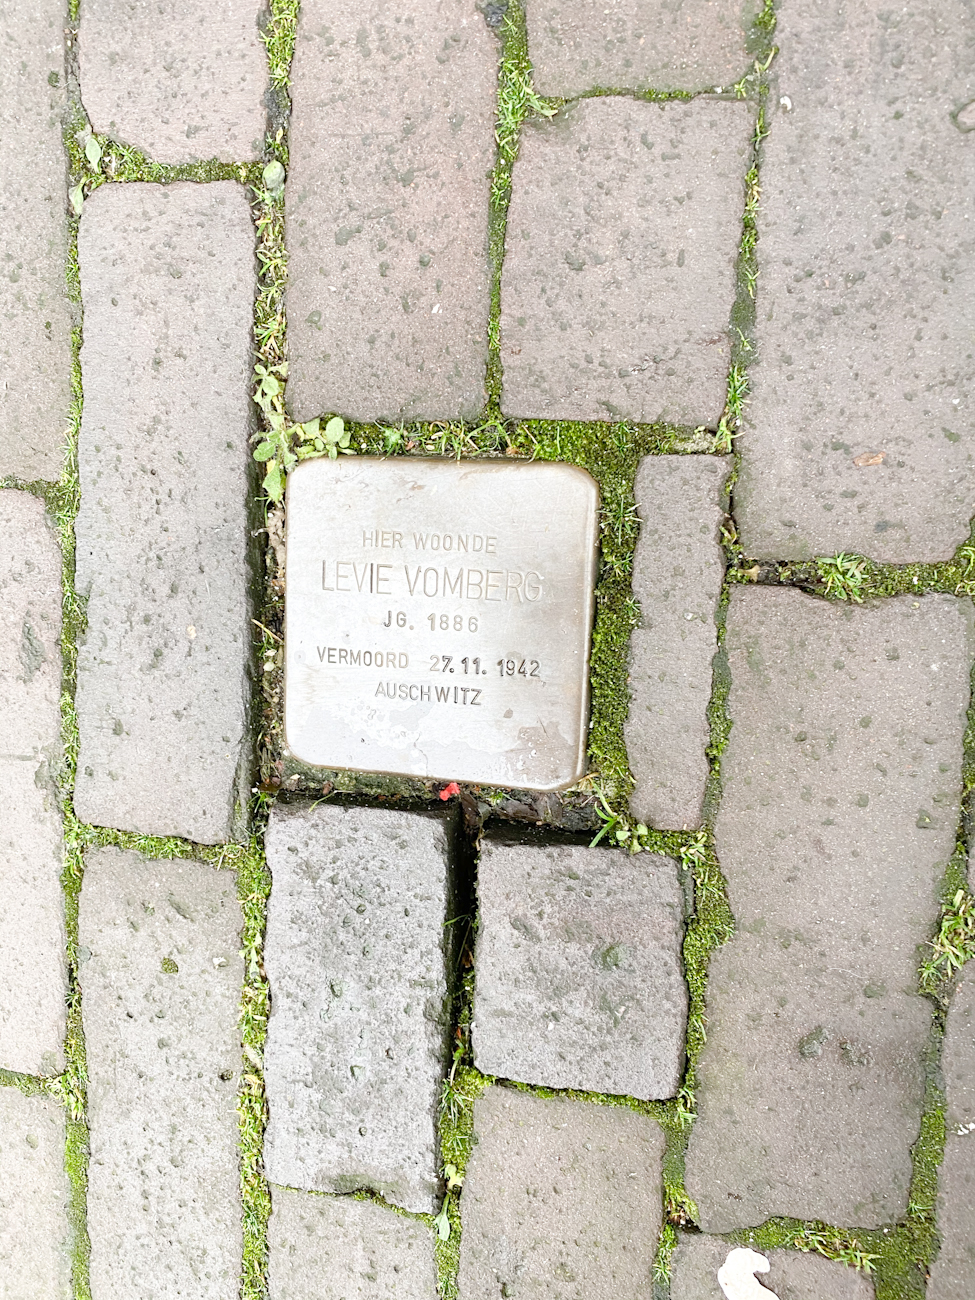 HIER WOONDE
LEVIE VOMBERG
JG. 1886
VERMOORD 27.11.1942
AUSCHWITZ